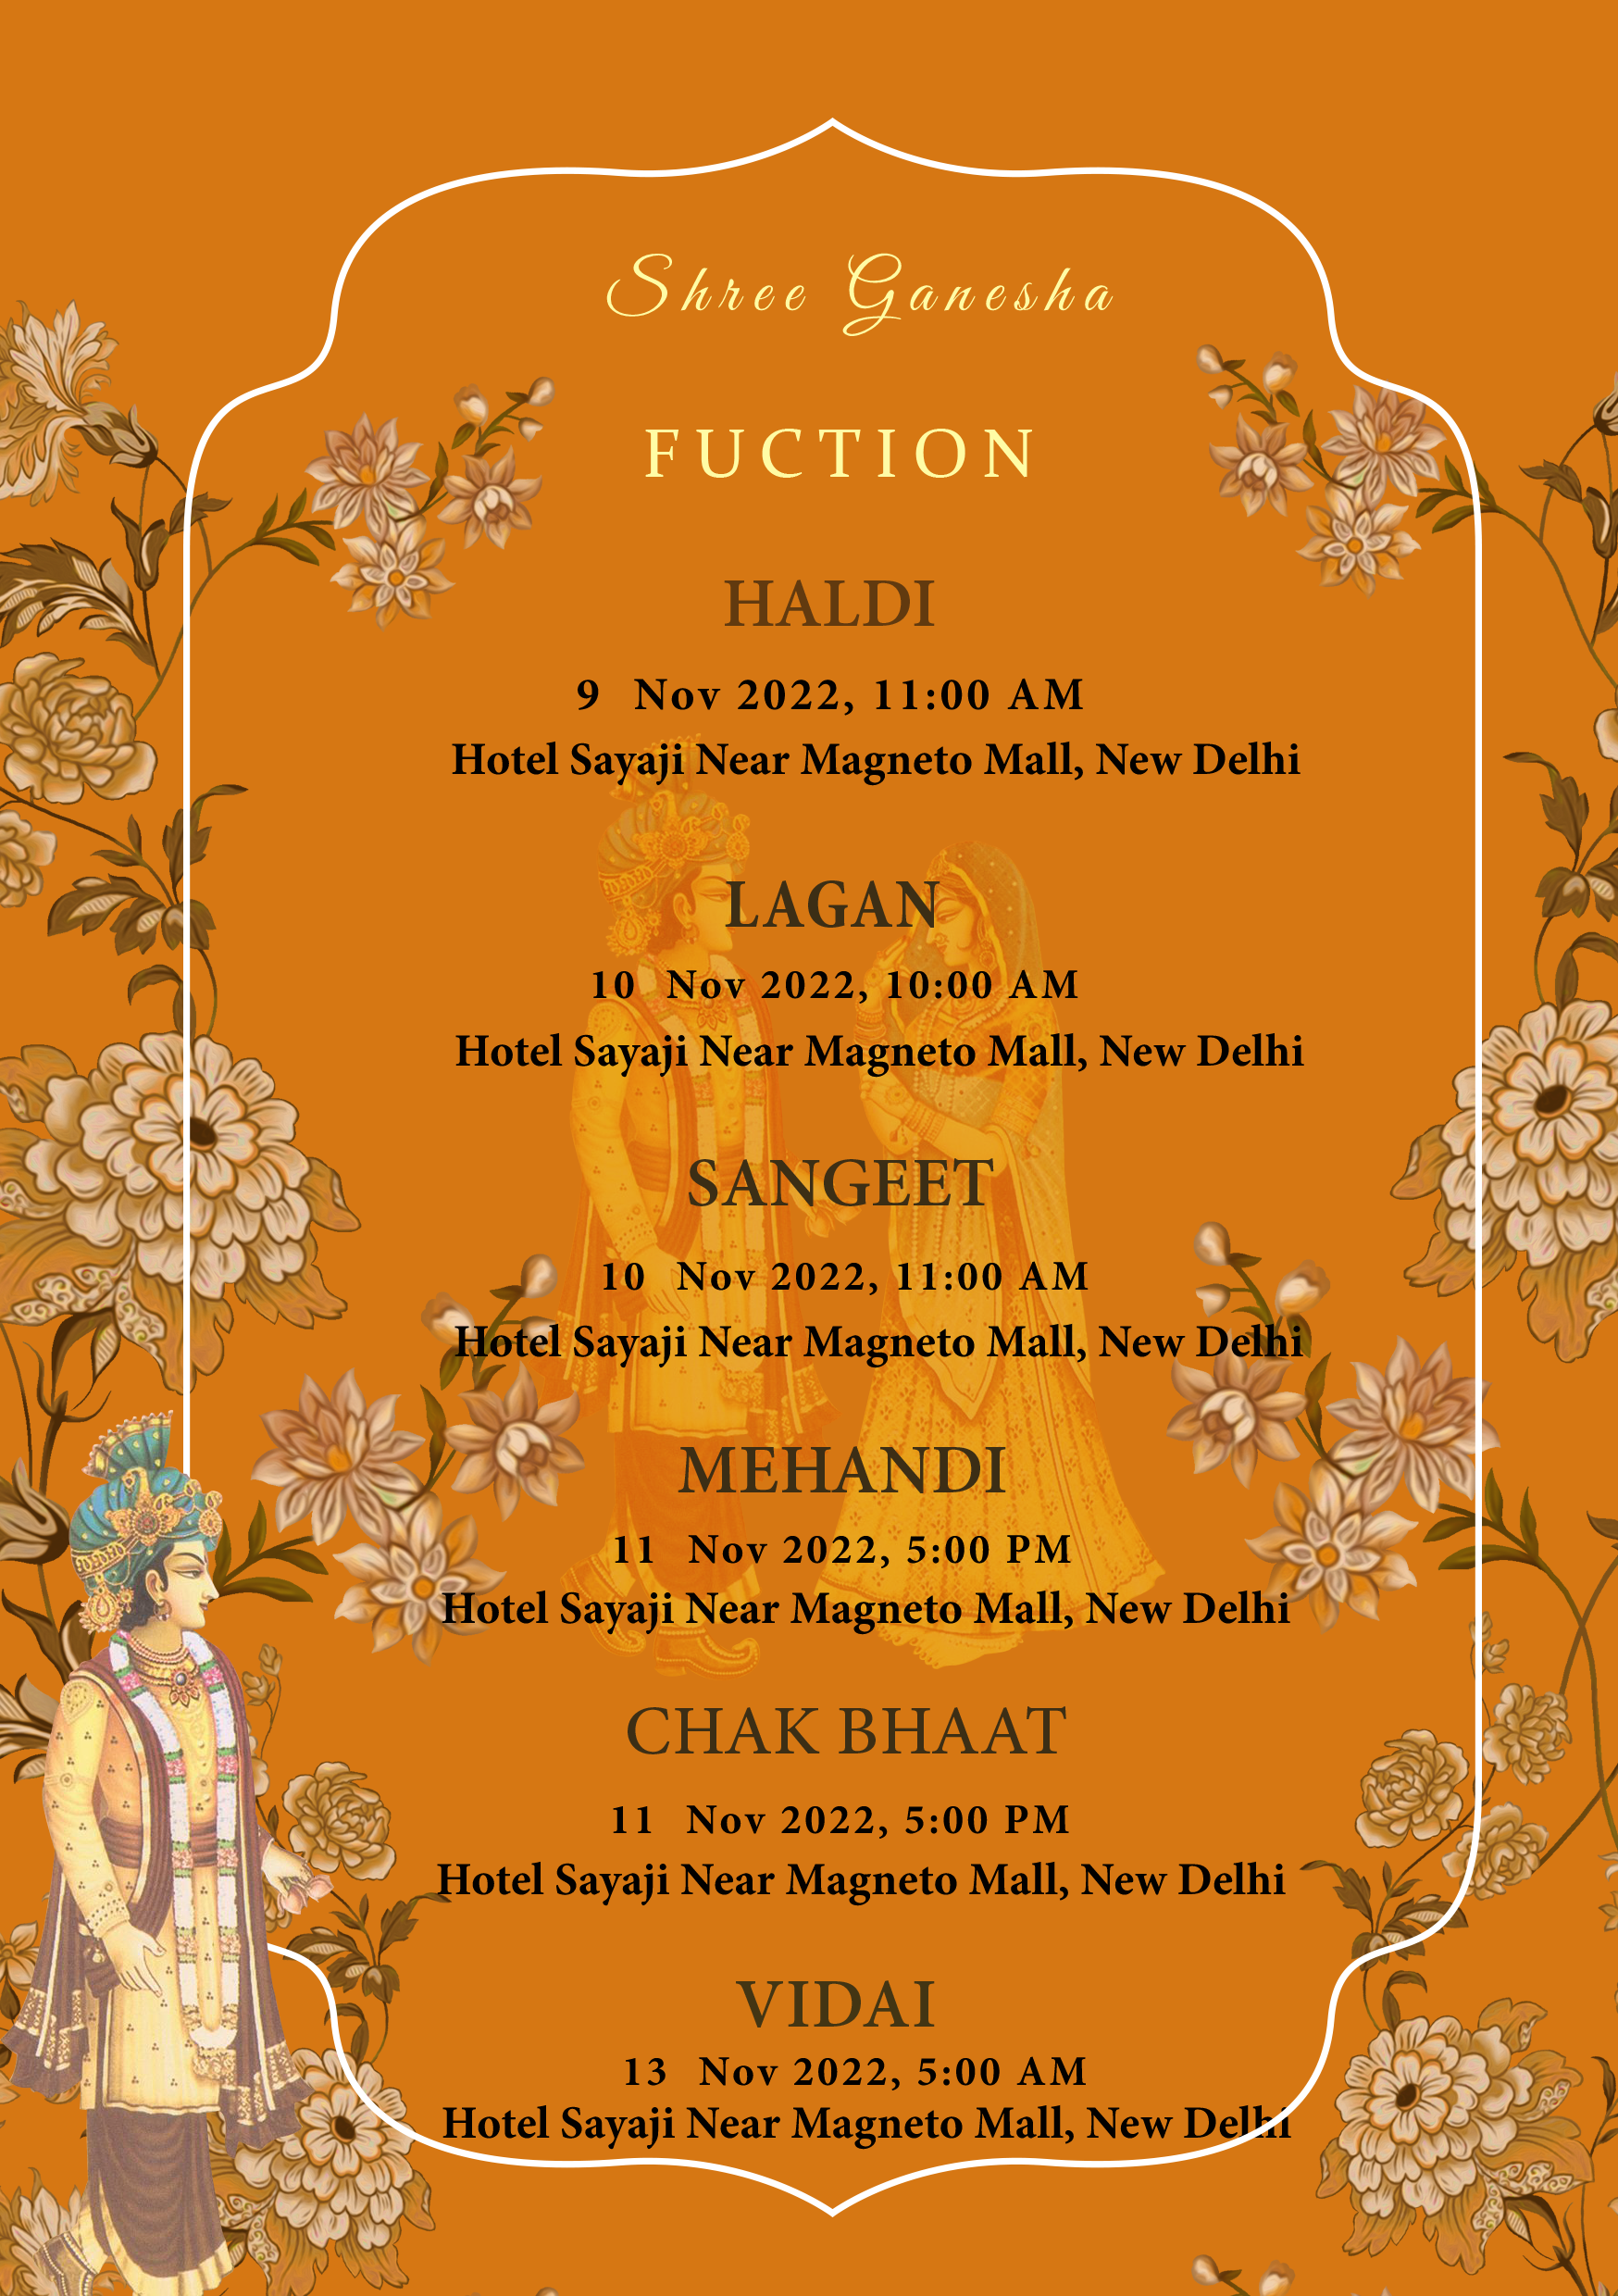 Shree Ganesha
FUCTION
HALDI
9 Nov 2022, 11:00 AM
Hotel Sayaji Near Magneto Mall, New Delhi
LAGAN
10 Nov 2022, 10:00 AM
Hotel Sayaji Near Magneto Mall, New Delhi
SANGEET
10 Nov 2022, 11:00 AM
Hotel Sayaji Near Magneto Mall, New Delhi
MEHANDI
11 Nov 2022, 5:00 PM
Hotel Sayaji Near Magneto Mall, New Delhi
CHAK BHAAT
11 Nov 2022, 5:00 PM
Hotel Sayaji Near Magneto Mall, New Delhi
VIDAI
13 Nov 2022, 5:00 AM
Hotel Sayaji Near Magneto Mall, New Delhi